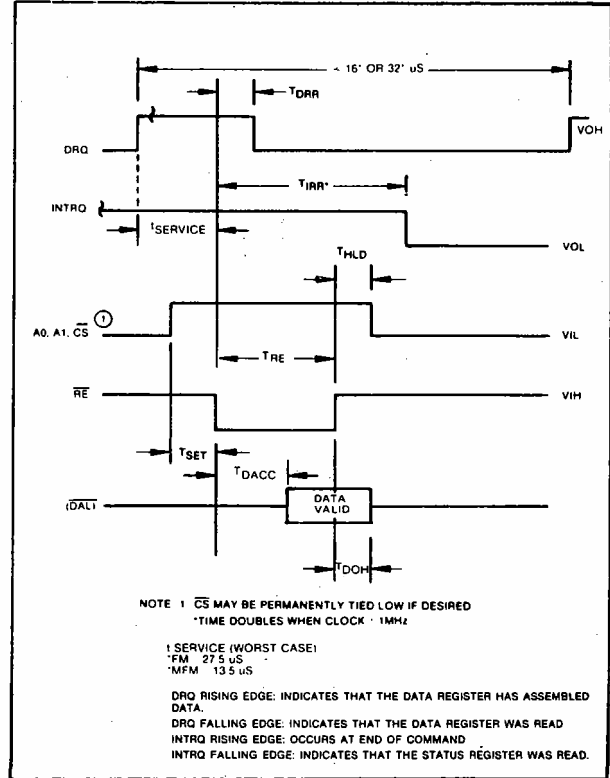 16* OR 32* uS
TDRR
DRQ
VOH
TIRR*
INTRQ
tSERVICE
VOL
THLD
1
A0, A1, CS
VIL
TRE
RE
VIH
TSET
TDACC
(DAL)
DATA
VALID
TDOH
NOTE 1 CS MAY BE PERMANENTLY TIED LOW IF DESIRED
*TIME DOUBLES WHEN CLOCK 1MHz
t SERVICE (WORST CASE)
*FM 27 5 uS
*MFM 13 5 uS
DRQ RISING EDGE: INDICATES THAT THE DATA REGISTER HAS ASSEMBLED
DATA.
DRQ FALLING EDGE: INDICATES THAT THE DATA REGISTER WAS READ
INTRQ RISING EDGE: OCCURS AT END OF COMMAND
INTRQ FALLING EDGE: INDICATES THAT THE STATUS REGISTER WAS READ.